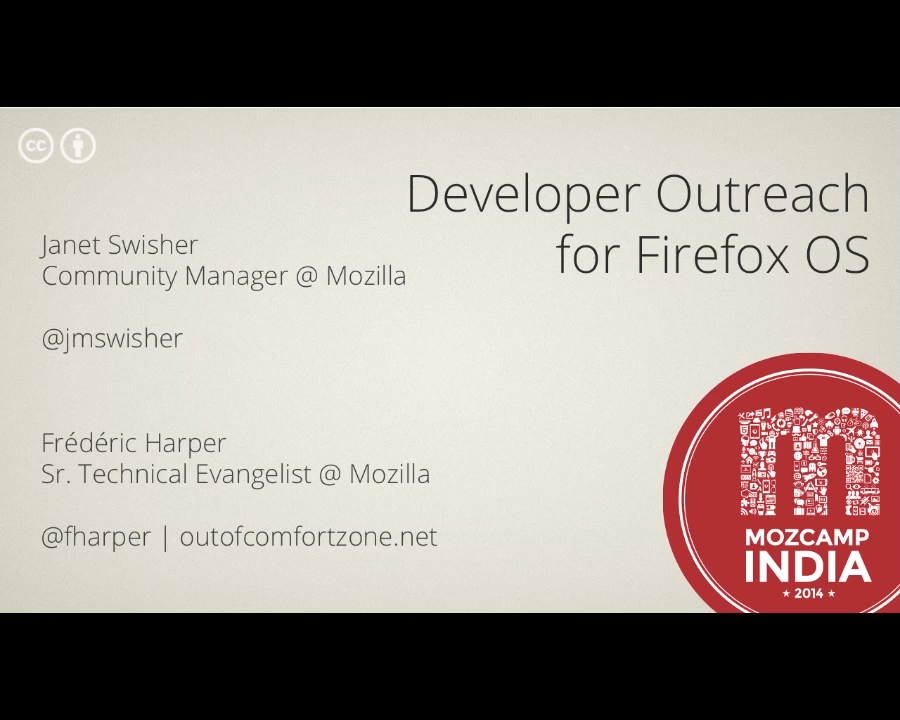 cc
Developer Outreach
for Firefox OS
Janet Swisher
Community Manager @ Mozilla
@jmswisher
Frédéric Harper
Sr. Technical Evangelist @ Mozilla
@fharper | outofcomfortzone.net
m
MOZCAMP
INDIA
★ 2014 ★